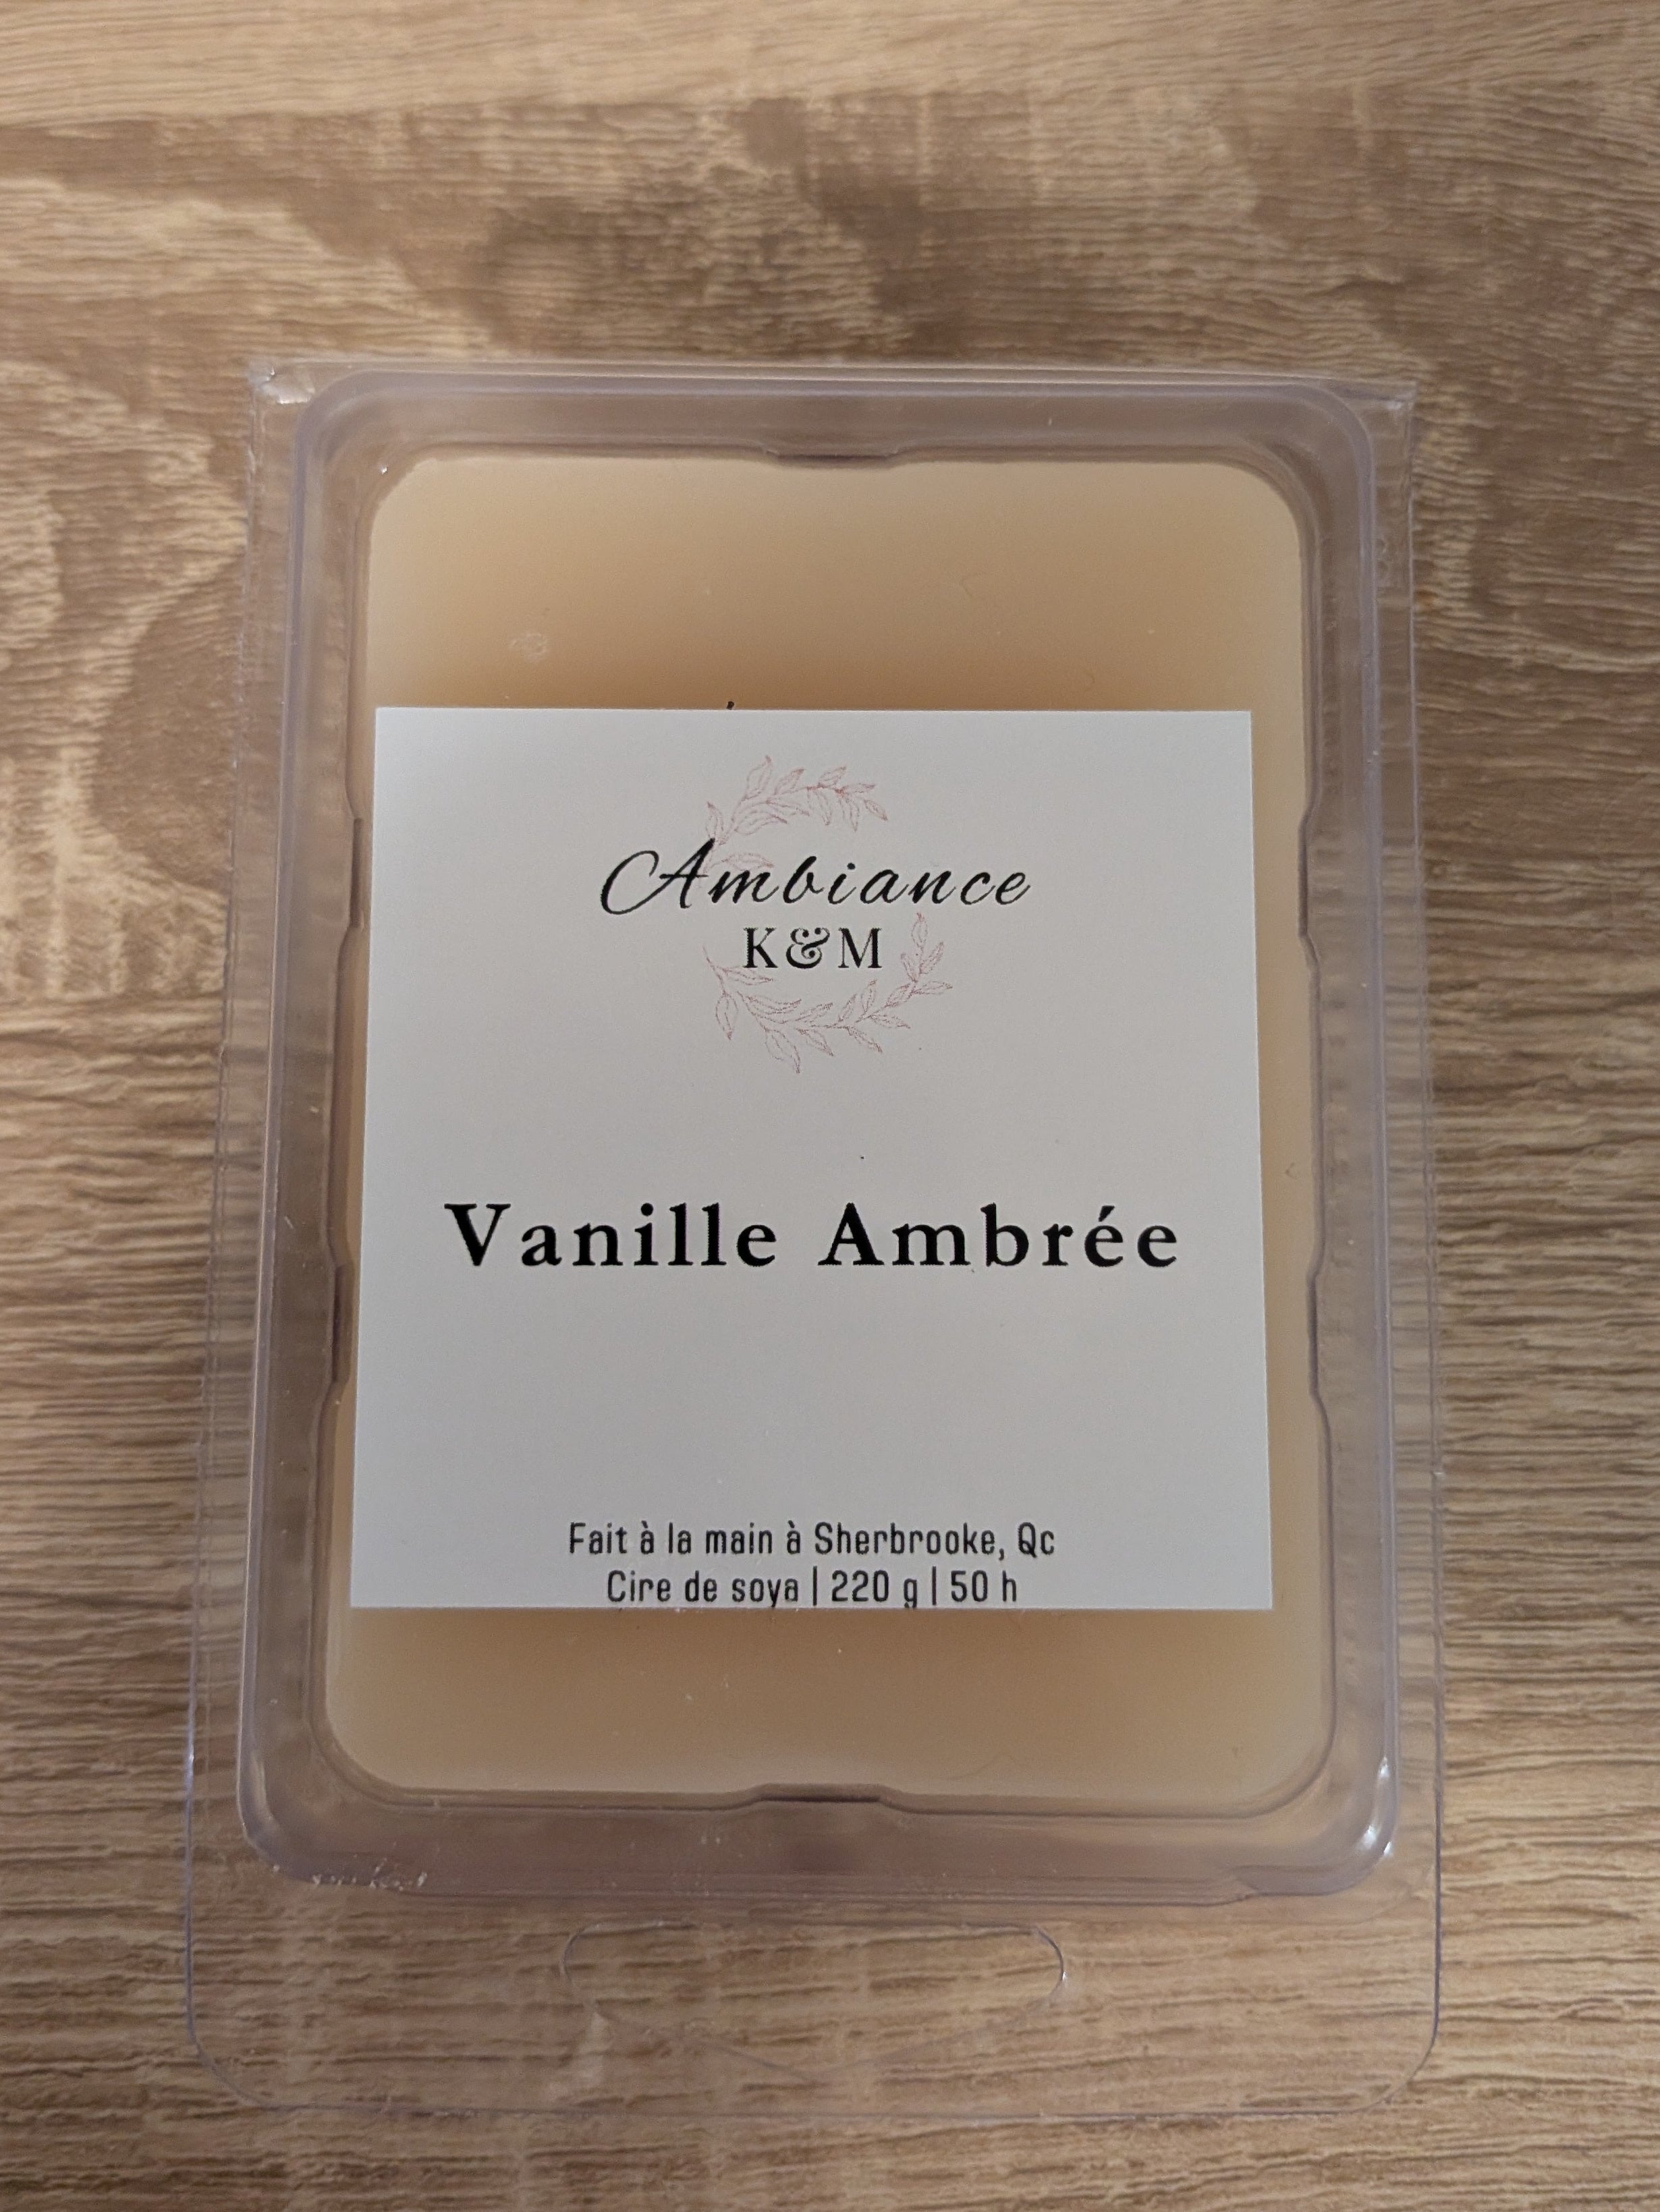 Ambiance
K&M
Vanille Ambrée
Fait à la main à Sherbrooke, Qc
Cire de soya | 220 g | 50 h